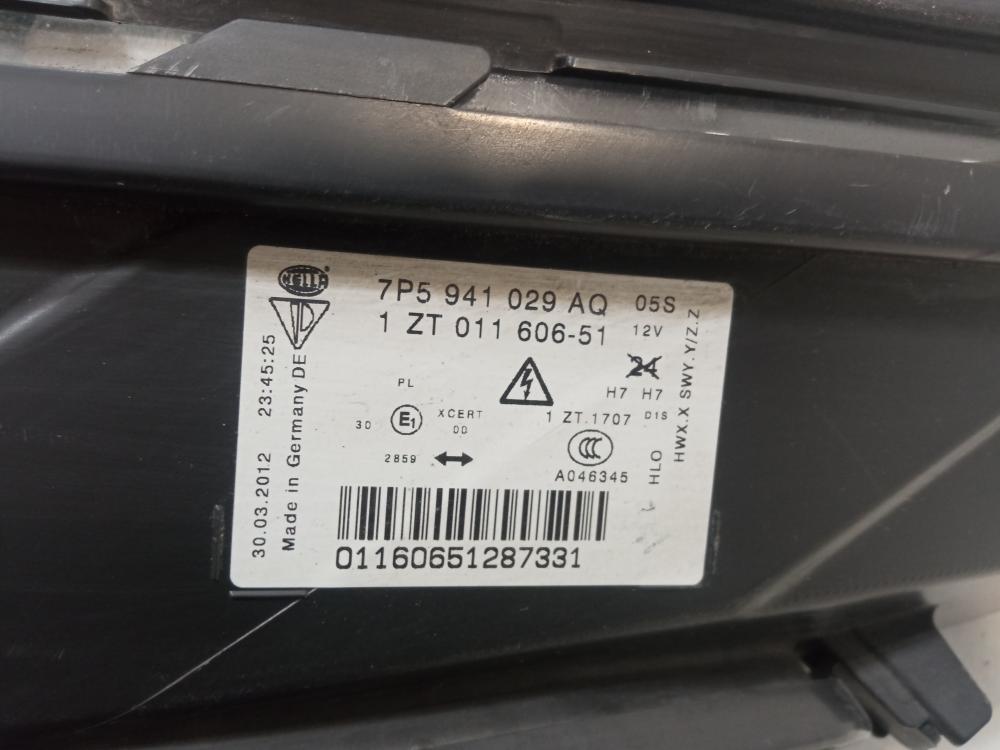 HELLA
7P5 941 029 AQ 05S
1 ZT 011 606-51 12V
24
H7 H7
PL
1 ZT.1707 D1S
30 E1 XCERT
00
2859
A046345
HLO
HWX.X SWY.Y/Z.Z
30.03.2012 23:45:25
Made in Germany DE
01160651287331